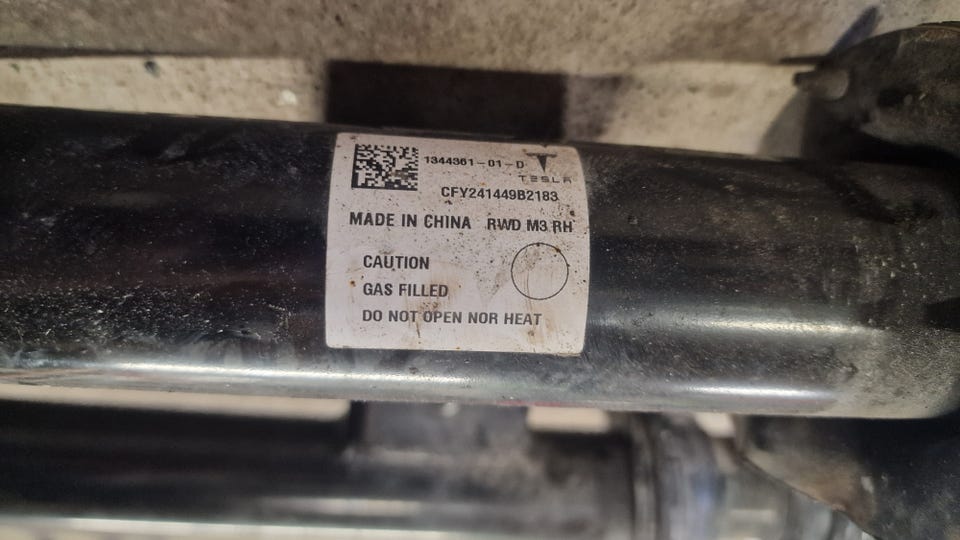 1344361-01-D
TESLA
CFY241449B2183
MADE IN CHINA RWD M3 RH
CAUTION
GAS FILLED
DO NOT OPEN NOR HEAT